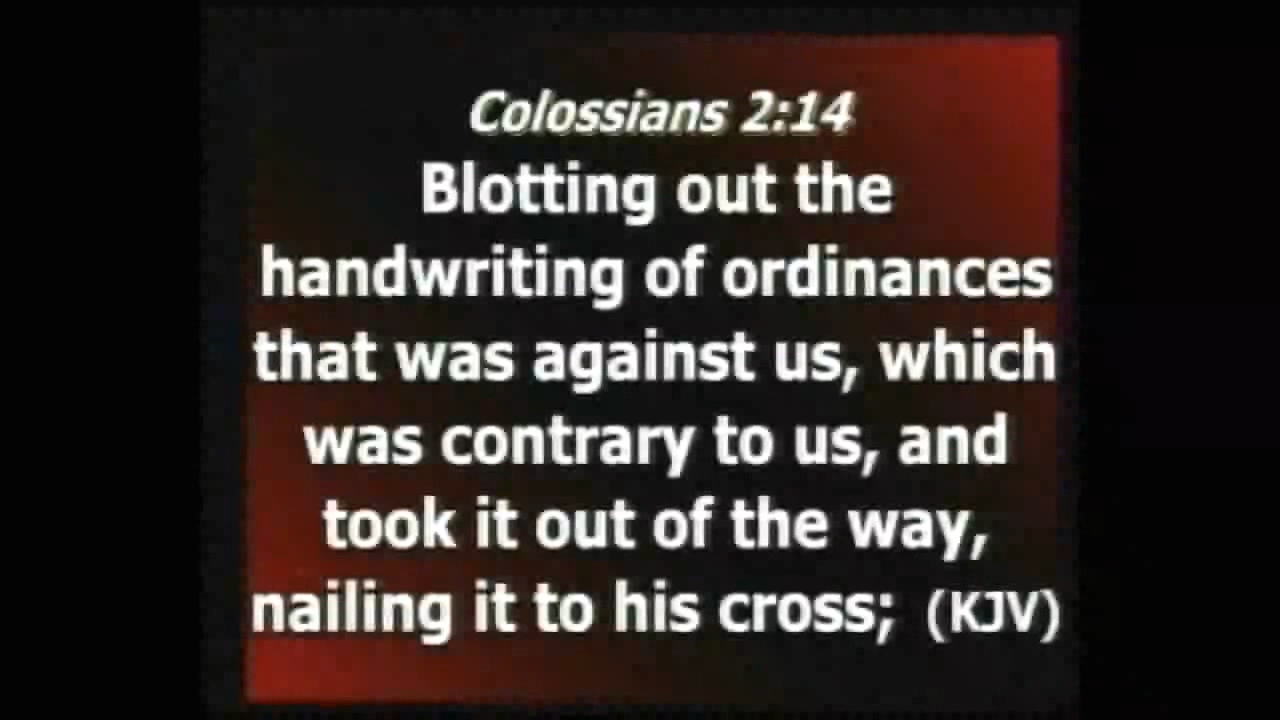 Colossians 2:14
Blotting out the
handwriting of ordinances
that was against us, which
was contrary to us, and
took it out of the way,
nailing it to his cross; (KJV)